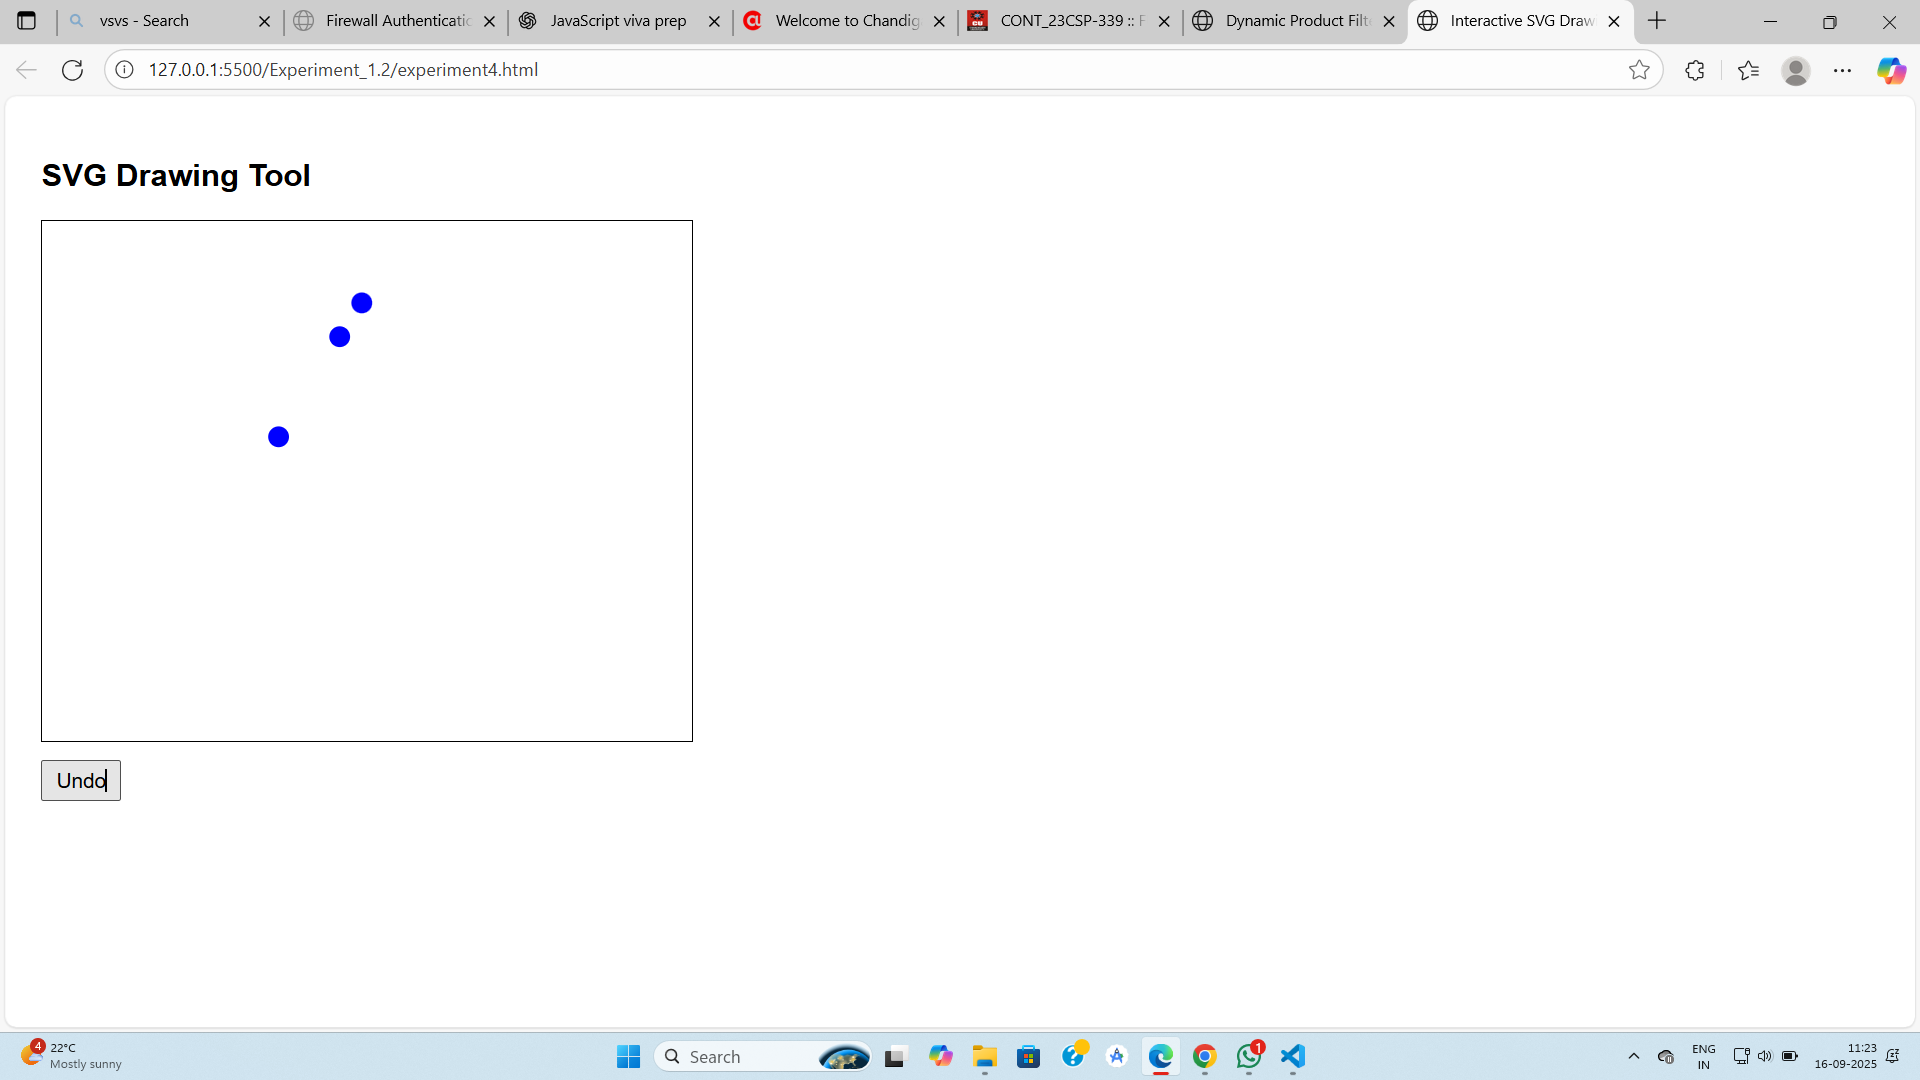 vsvs - Search
Firewall Authenticatic
JavaScript viva prep
Welcome to Chandig
CONT_23CSP-339 :: F
Dynamic Product Filt
Interactive SVG Draw
127.0.0.1:5500/Experiment_1.2/experiment4.html
SVG Drawing Tool
Undo
4
22°C
Mostly sunny
Search
1
ENG
IN
11:23
16-09-2025